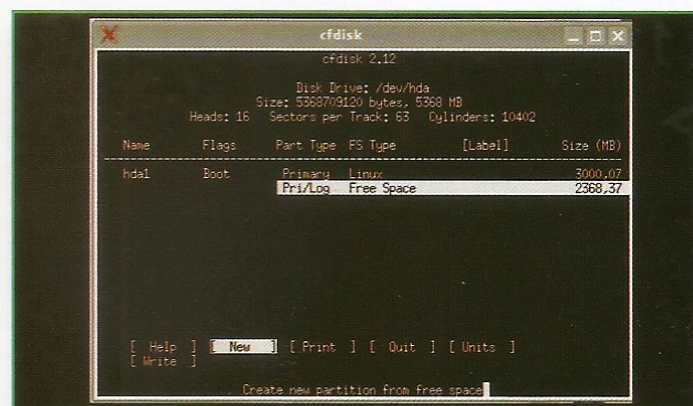 cfdisk
cfdisk 2.12
Disk Drive: /dev/hda
Size: 5368709120 bytes, 5368 MB
Heads: 16 Sectors per Track: 63 Cylinders: 10402
Name Flags Part Type FS Type [Label] Size (MB)
hda1 Boot Primary Linux 3000,07
Pri/Log Free Space 2368,37
[ Help ] [ New ] [ Print ] [ Quit ] [ Units ]
[ Write ]
Create new partition from free space